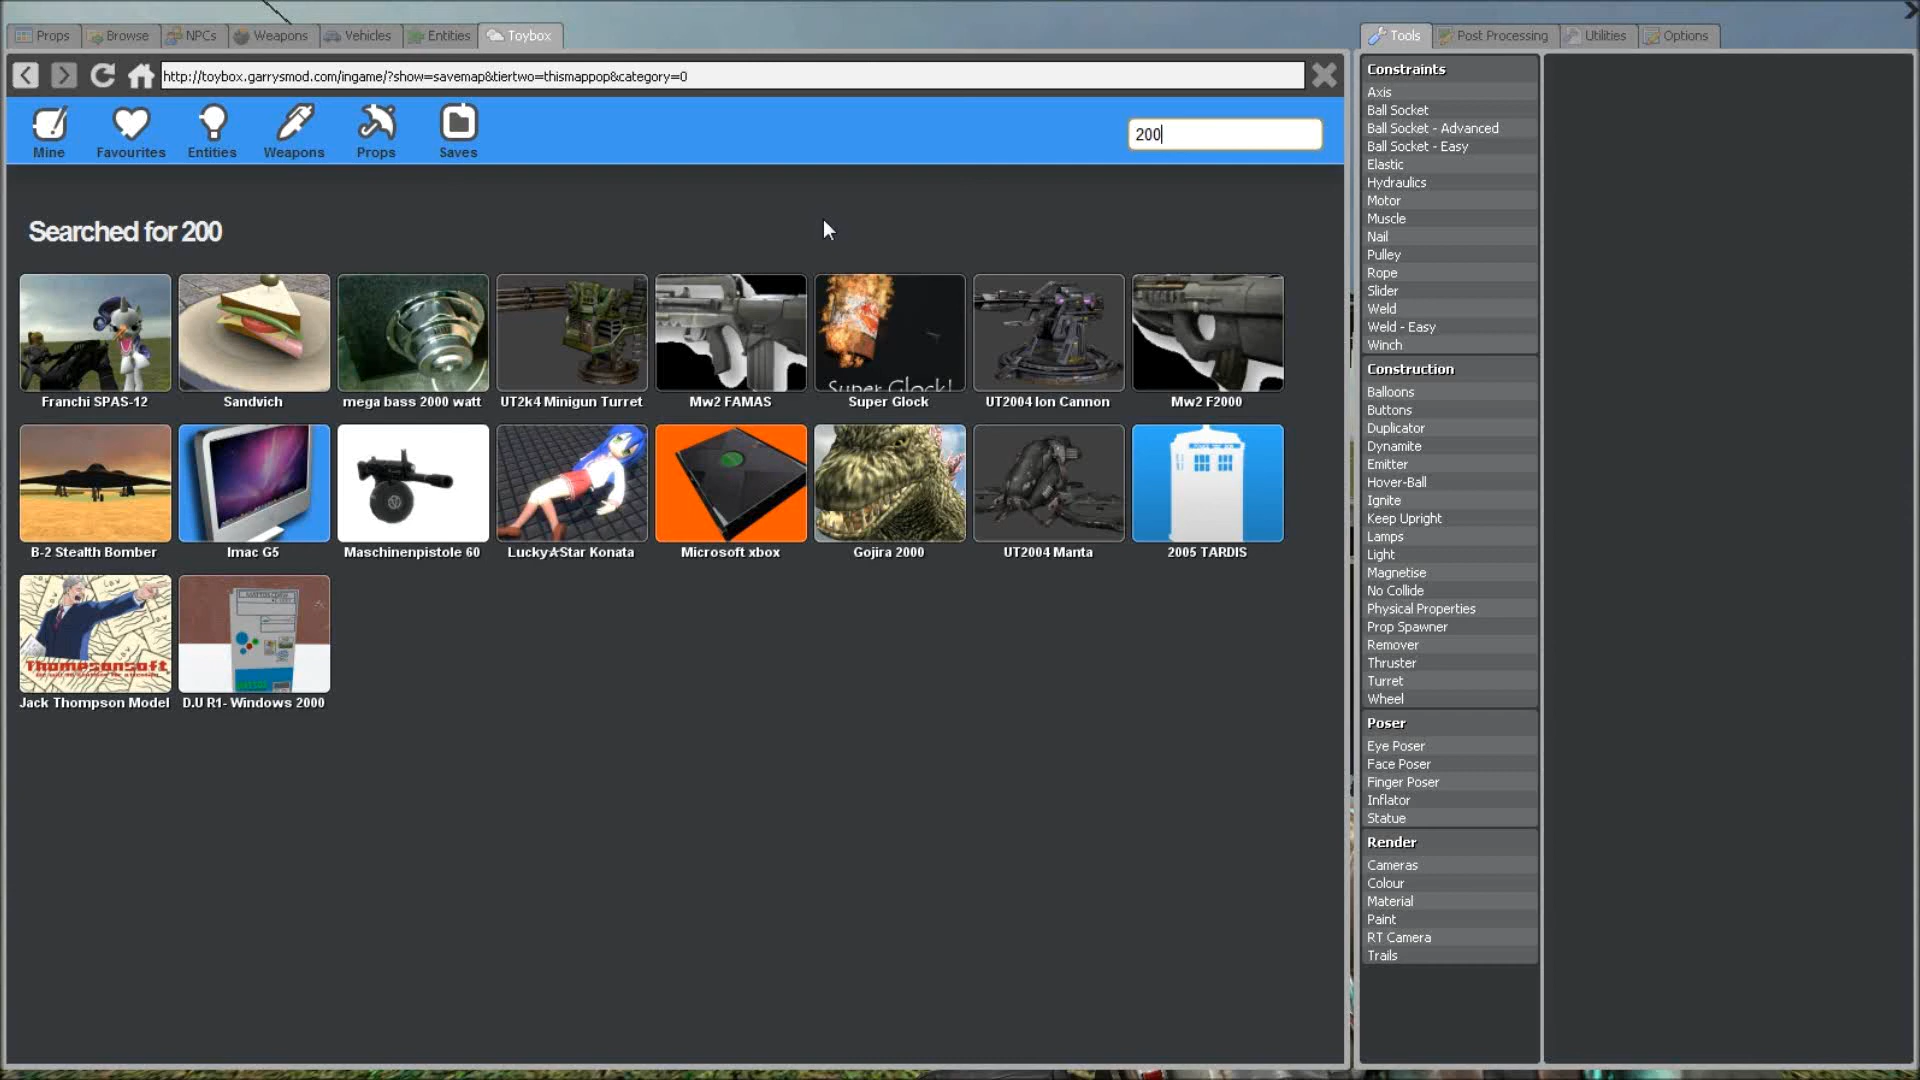 Props
Browse
NPCs
Weapons
Vehicles
Entities
Toybox
http://toybox.garrysmod.com/ingame/?show=savemap&tiertwo=thismappop&category=0
Mine
Favourites
Entities
Weapons
Props
Saves
200
Searched for 200
Super Glock!
Franchi SPAS-12
Sandvich
mega bass 2000 watt
UT2k4 Minigun Turret
Mw2 FAMAS
Super Glock
UT2004 Ion Cannon
Mw2 F2000
B-2 Stealth Bomber
Imac G5
Maschinenpistole 60
Lucky☆Star Konata
Microsoft xbox
Gojira 2000
UT2004 Manta
2005 TARDIS
Thompsonsoft
Jack Thompson Model
D.U R1- Windows 2000
Tools
Post Processing
Utilities
Options
Constraints
Axis
Ball Socket
Ball Socket - Advanced
Ball Socket - Easy
Elastic
Hydraulics
Motor
Muscle
Nail
Pulley
Rope
Slider
Weld
Weld - Easy
Winch
Construction
Balloons
Buttons
Duplicator
Dynamite
Emitter
Hover-Ball
Ignite
Keep Upright
Lamps
Light
Magnetise
No Collide
Physical Properties
Prop Spawner
Remover
Thruster
Turret
Wheel
Poser
Eye Poser
Face Poser
Finger Poser
Inflator
Statue
Render
Cameras
Colour
Material
Paint
RT Camera
Trails